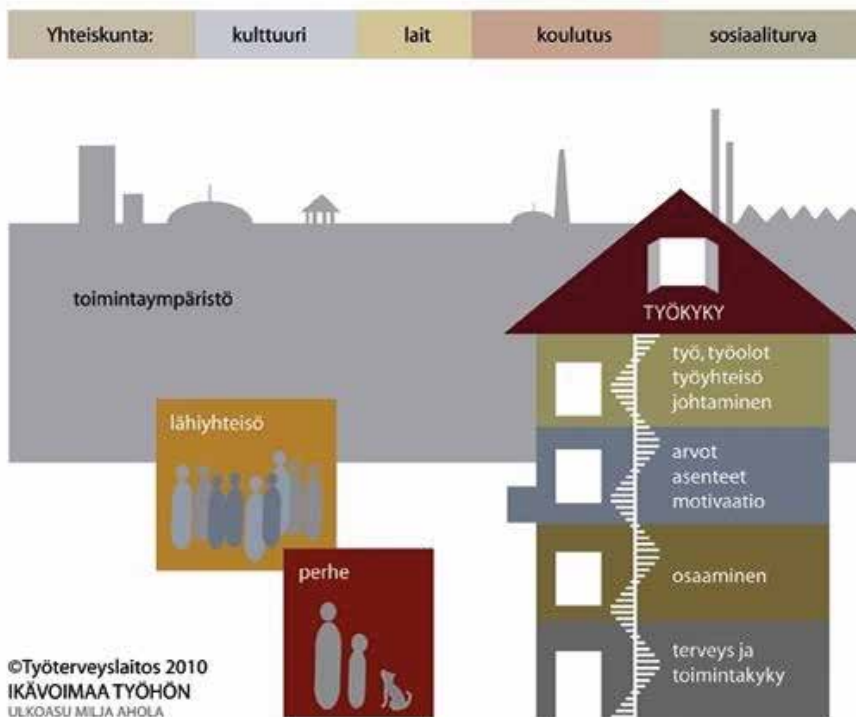 Yhteiskunta: kulttuuri lait koulutus sosiaaliturva
toimintaympäristö
TYÖKYKY
työ, työolot
työyhteisö
johtaminen
lähiyhteisö
arvot
asenteet
motivaatio
perhe
osaaminen
terveys ja
toimintakyky
©Työterveyslaitos 2010
IKÄVOIMAA TYÖHÖN
ULKOASU MILJA AHOLA